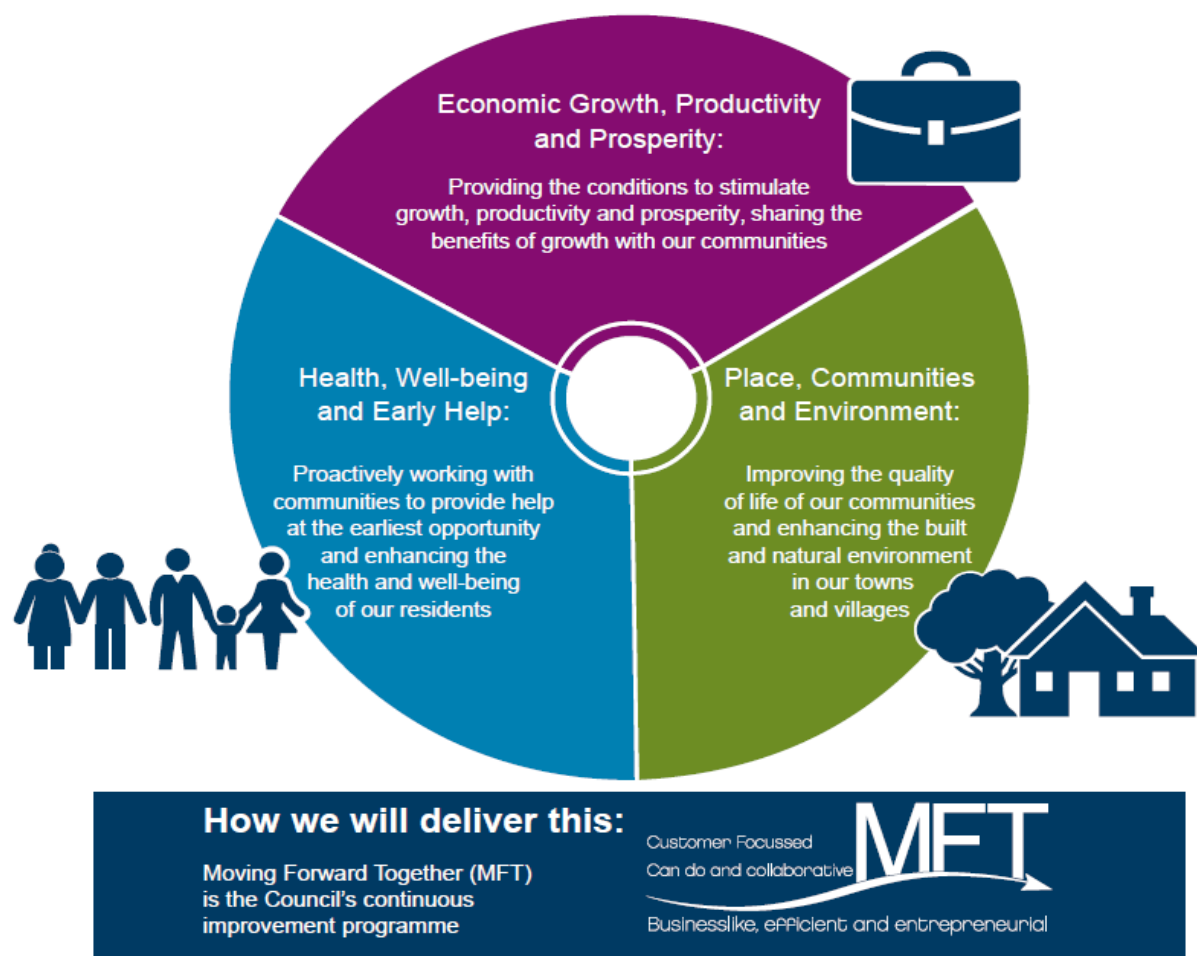 Economic Growth, Productivity
and Prosperity:
Providing the conditions to stimulate
growth, productivity and prosperity, sharing the
benefits of growth with our communities
Health, Well-being
and Early Help:
Proactively working with
communities to provide help
at the earliest opportunity
and enhancing the
health and well-being
of our residents
Place, Communities
and Environment:
Improving the quality
of life of our communities
and enhancing the built
and natural environment
in our towns
and villages
How we will deliver this:
Moving Forward Together (MFT)
is the Council's continuous
improvement programme
Customer Focussed
Can do and collaborative
MFT
Businesslike, efficient and entrepreneurial